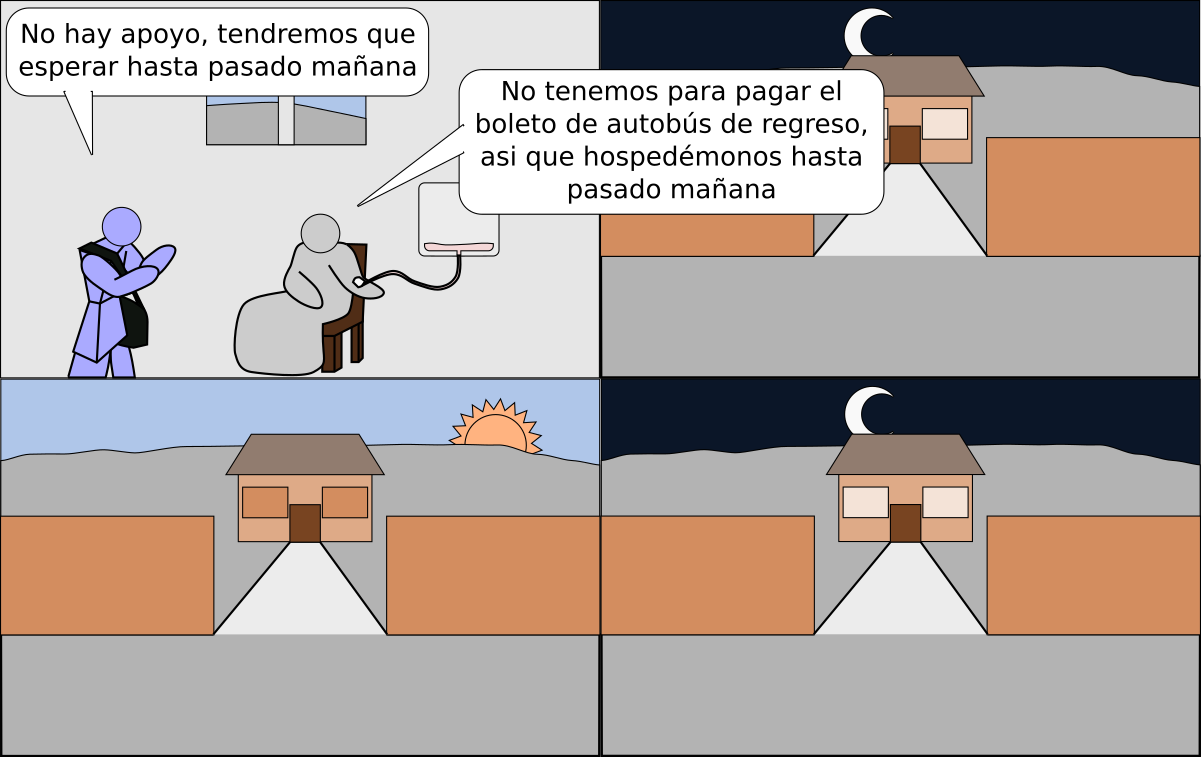 No hay apoyo, tendremos que
esperar hasta pasado mañana
No tenemos para pagar el
boleto de autobús de regreso,
asi que hospedémonos hasta
pasado mañana